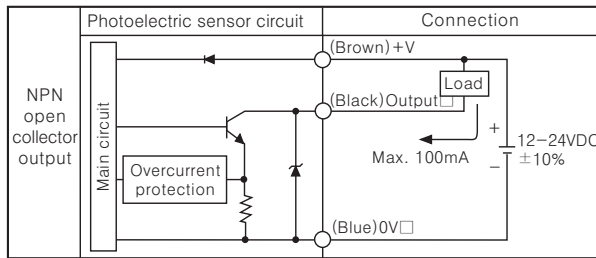 Photoelectric sensor circuit
Connection
NPN
open
collector
output
Main circuit
Overcurrent
protection
(Brown)+V
Load
(Black)Output□
Max. 100mA
+
12−24VDC
±10%
−
(Blue)0V□